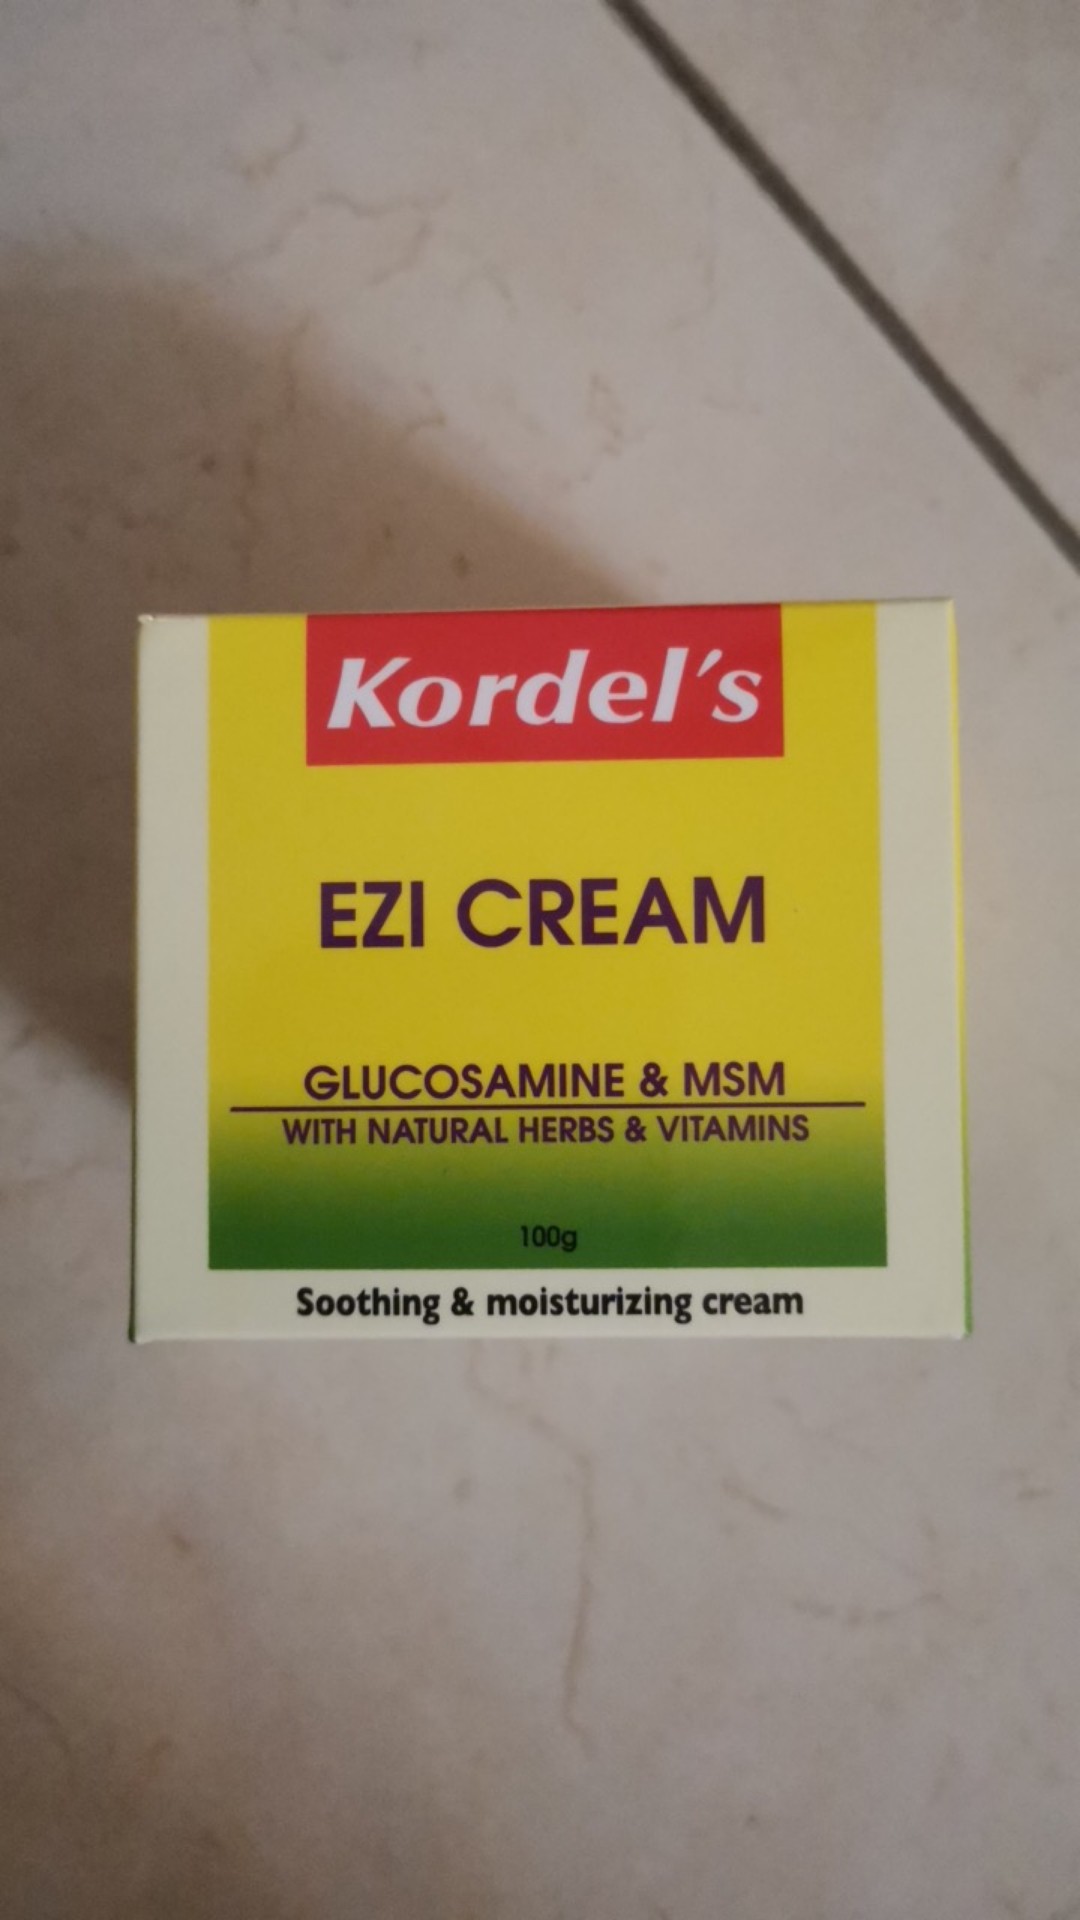 Kordel's
EZI CREAM
GLUCOSAMINE & MSM
WITH NATURAL HERBS & VITAMINS
100g
Soothing & moisturizing cream